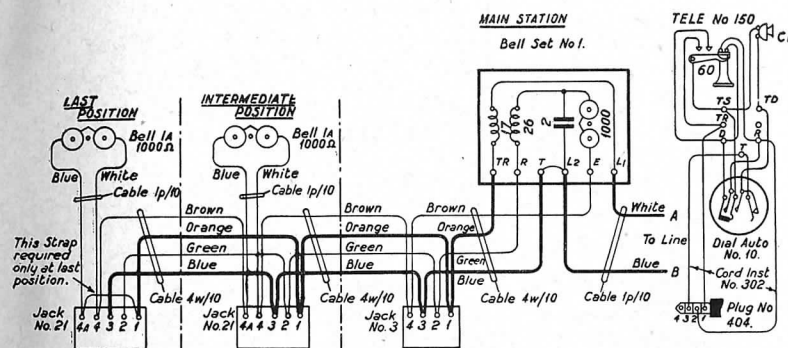 MAIN STATION
Bell Set No 1.
TELE No 150
60
TS
TR
TD
R
T
Dial Auto
No. 10.
Cord Inst
No. 302.
Plug No
404.
4 3 2 1
17
26
2
1000
TR R T L2 E L1
White A
To Line
Blue B
Cable 1p/10
LAST
POSITION
Bell 1A
1000Ω
Blue White
Cable 1p/10
INTERMEDIATE
POSITION
Bell 1A
1000Ω
Blue White
Cable 1p/10
Brown
Orange
Green
Blue
Cable 4w/10
Brown
Orange
Green
Blue
Cable 4w/10
Brown
Orange
Green
Blue
Cable 4w/10
This Strap
required
only at last
position.
Jack
No. 21
4A 4 3 2 1
Jack
No. 21
4A 4 3 2 1
Jack
No. 3
4 3 2 1